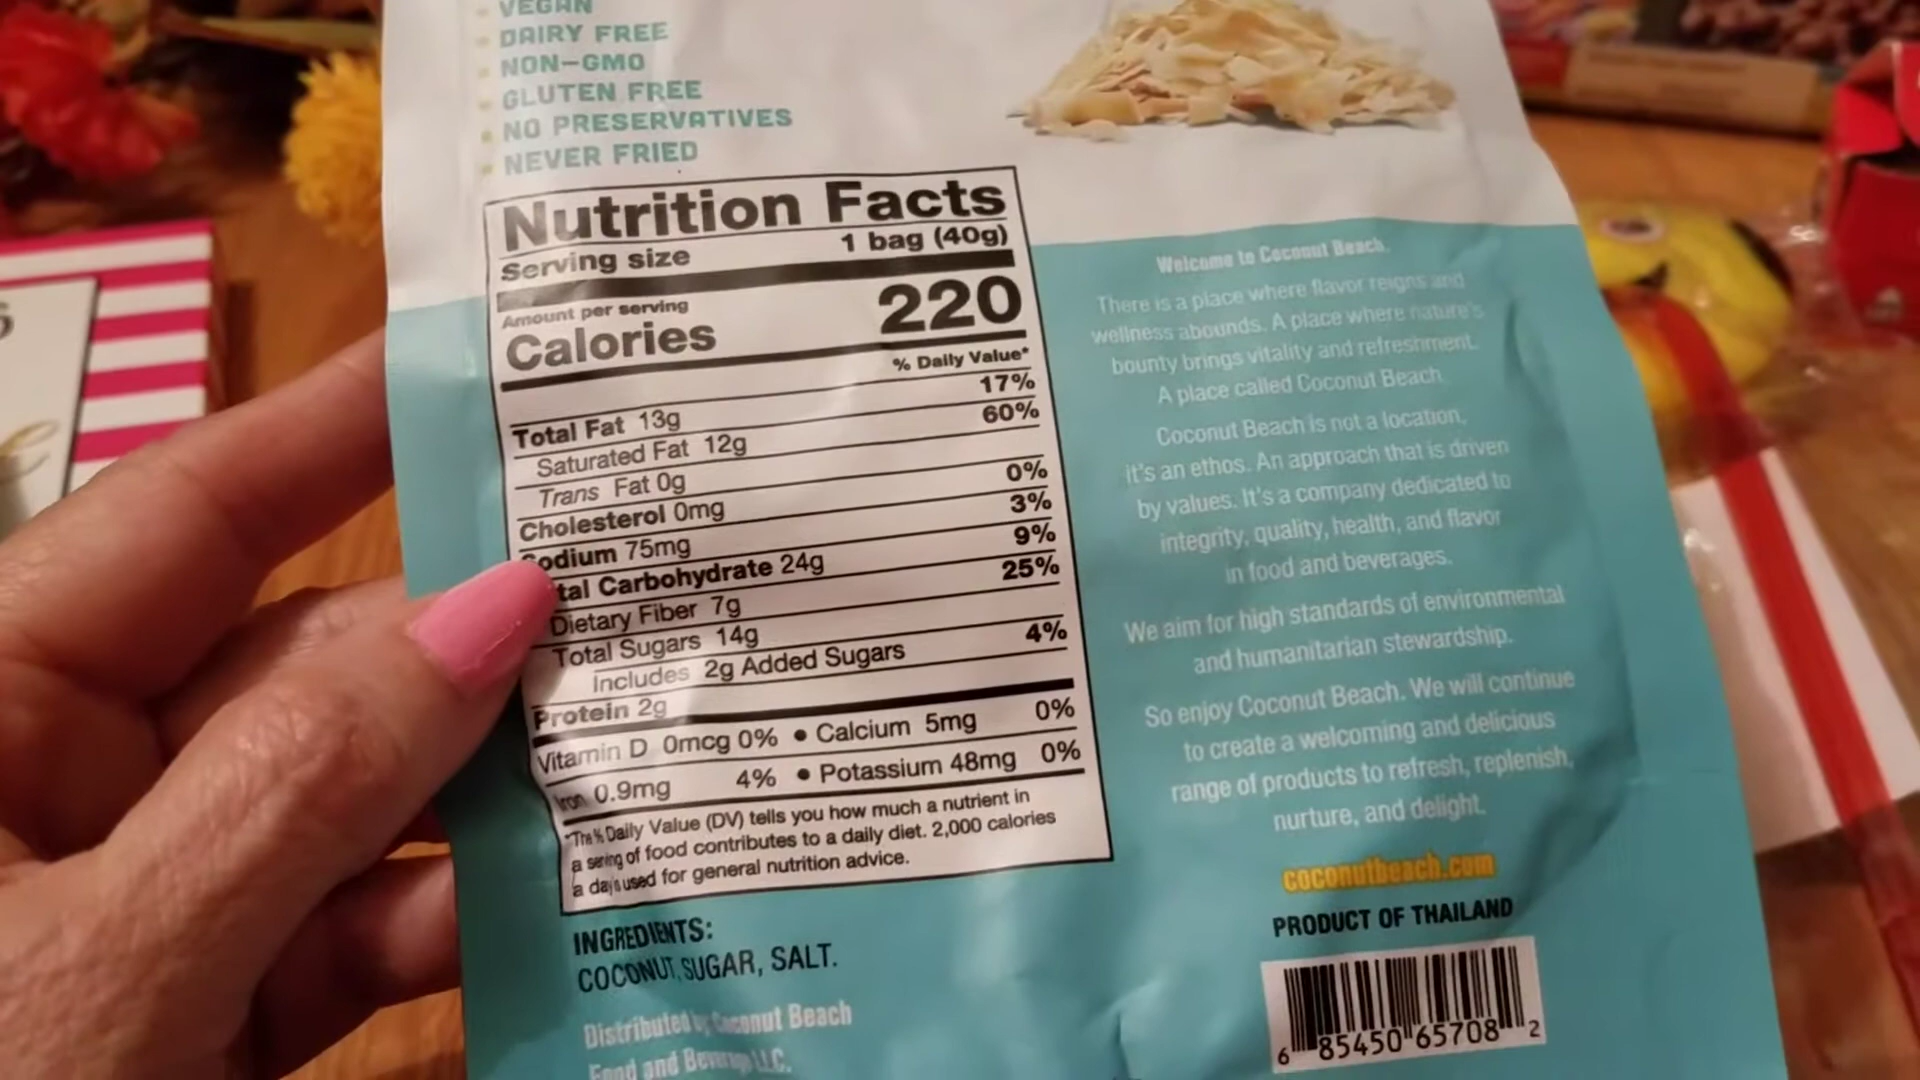 VEGAN
DAIRY FREE
NON-GMO
GLUTEN FREE
NO PRESERVATIVES
NEVER FRIED
Nutrition Facts
Serving size 1 bag (40g)
Amount per serving
Calories 220
% Daily Value*
Total Fat 13g 17%
Saturated Fat 12g 60%
Trans Fat 0g
Cholesterol 0mg 0%
Sodium 75mg 3%
tal Carbohydrate 24g 9%
Dietary Fiber 7g 25%
Total Sugars 14g
Includes 2g Added Sugars 4%
Protein 2g
Vitamin D 0mcg 0% • Calcium 5mg 0%
Iron 0.9mg 4% • Potassium 48mg 0%
*The % Daily Value (DV) tells you how much a nutrient in
a serving of food contributes to a daily diet. 2,000 calories
a day is used for general nutrition advice.
INGREDIENTS:
COCONUT, SUGAR, SALT.
Distributed by Coconut Beach
Food and Beverage LLC.
Welcome to Coconut Beach.
There is a place where flavor reigns and
wellness abounds. A place where nature's
bounty brings vitality and refreshment.
A place called Coconut Beach
Coconut Beach is not a location,
it's an ethos. An approach that is driven
by values. It's a company dedicated to
integrity, quality, health, and flavor
in food and beverages.
We aim for high standards of environmental
and humanitarian stewardship.
So enjoy Coconut Beach. We will continue
to create a welcoming and delicious
range of products to refresh, replenish,
nurture, and delight.
coconutbeach.com
PRODUCT OF THAILAND
6 85450 65708 2